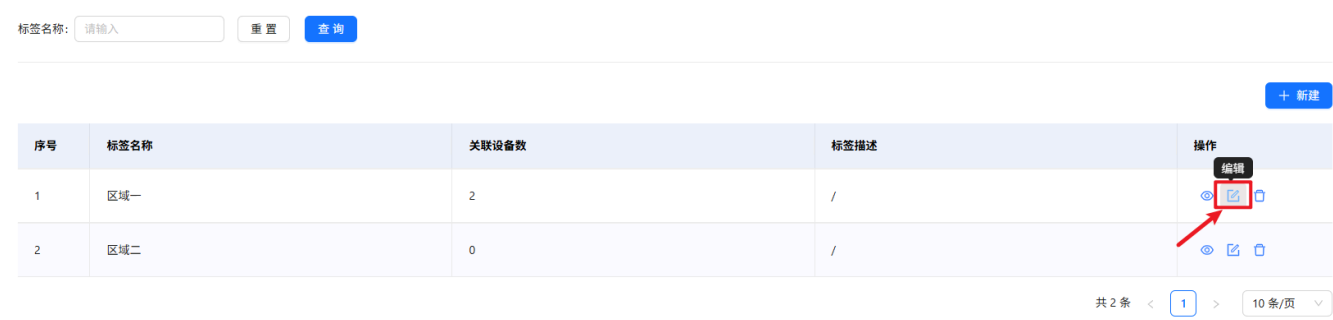 标签名称: 请输入 重 置 查 询
+ 新建
序号 标签名称 关联设备数 标签描述 操作
编辑
1 区域一 2 /
2 区域二 0 /
共 2 条 < 1 > 10 条/页